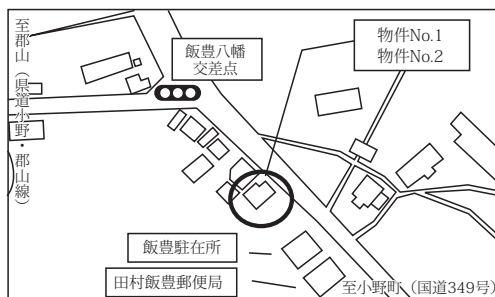 至郡山（県道小野・郡山線）
飯豊八幡
交差点
物件No.1
物件No.2
飯豊駐在所
田村飯豊郵便局
至小野町（国道349号）